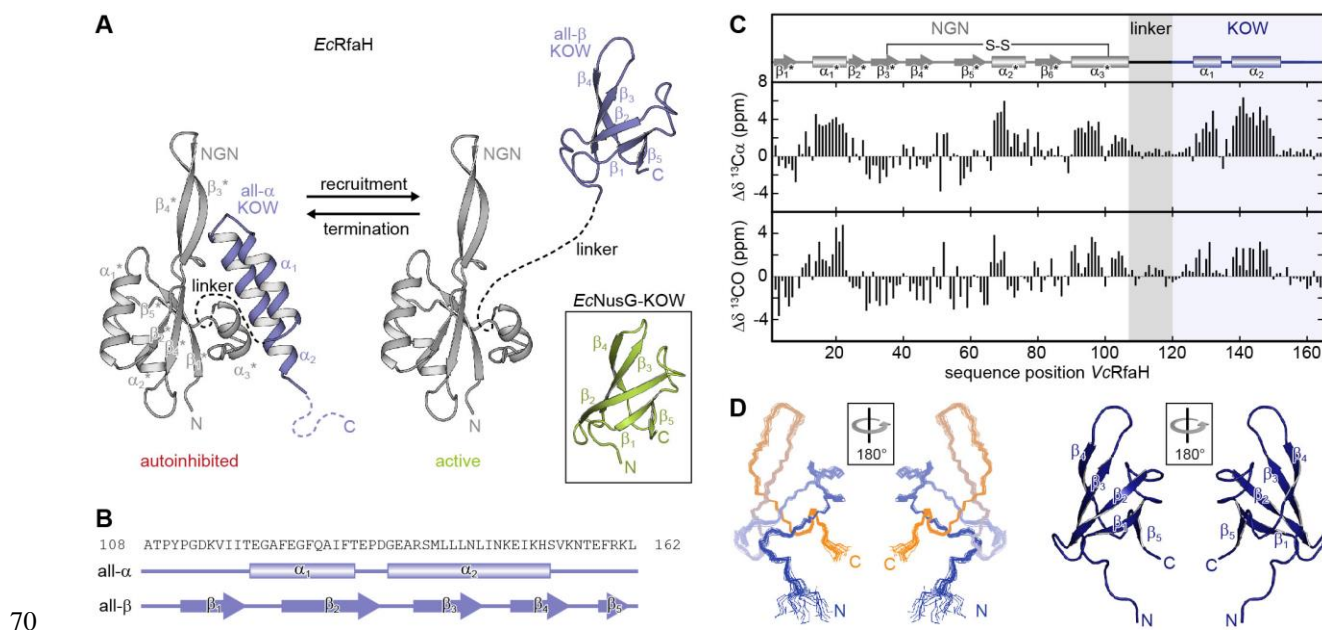 A
EcRfaH
NGN
β3*
β4*
all-α
KOW
α1*
α1
linker
β5*
α2
α2*
α3*
N
C
autoinhibited
recruitment
termination
NGN
linker
N
active
all-β
KOW
β4
β3
β2
β5
β1
C
EcNusG-KOW
β4
β3
β2
β5
C
β1
N
B
108 ATPYPGDKVIITEGAFEGFQAIFTEPDGEARSMLLLNLINKEIKHSVKNTEFRKL 162
all-α α1 α2
all-β β1 β2 β3 β4 β5
C
NGN linker KOW
S-S
β1* α1* β2* β3* β4* β5* α2* β6* α3* α1 α2
8
4
0
-4
Δδ 13Cα (ppm)
4
0
-4
Δδ 13CO (ppm)
20 40 60 80 100 120 140 160
sequence position VcRfaH
D
180°
C C
N N
180°
β4 β3 β2 β1 β5 C N
β4 β3 β2 β5 β1 C N
70